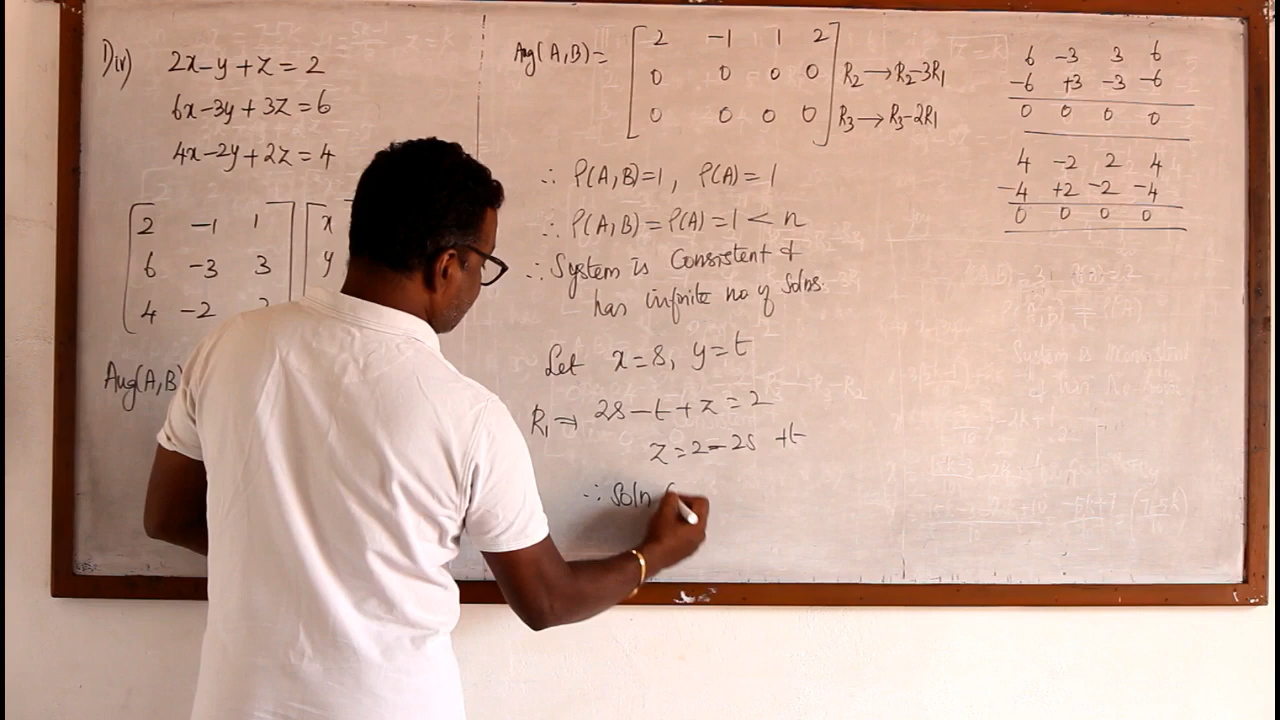 1) iv) 2x-y+z=2
6x-3y+3z=6
4x-2y+2z=4
2 -1 1 x
6 -3 3 y
4 -2
Aug(A,B)
Aug(A,B)= 2 -1 1 2
0 0 0 0 R₂→R₂-3R₁
0 0 0 0 R₃→R₃-2R₁
∴ ρ(A,B)=1, ρ(A)=1
∴ ρ(A,B)=ρ(A)=1<n
∴ System is Consistent &
has infinite no of Solns.
Let x=s, y=t
R₁⇒ 2s-t+z=2
z=2-2s+t
∴ Soln (
6 -3 3 6
-6 +3 -3 -6
0 0 0 0
4 -2 2 4
-4 +2 -2 -4
0 0 0 0